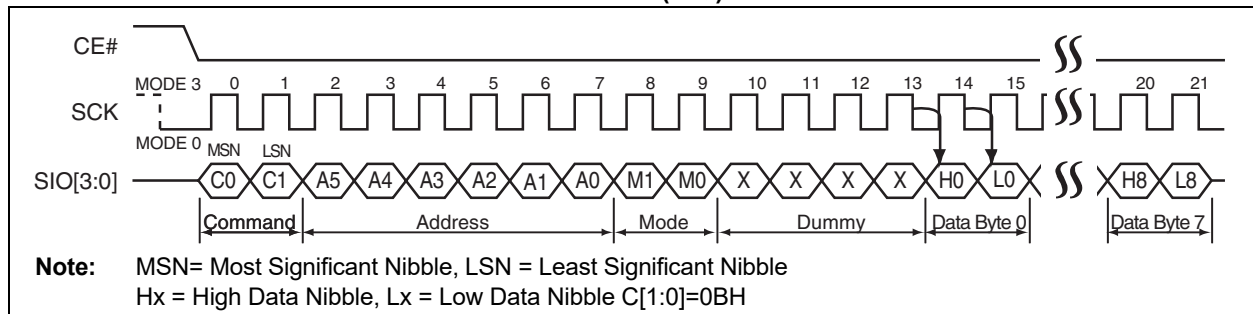 CE#
MODE 3 0 1 2 3 4 5 6 7 8 9 10 11 12 13 14 15 20 21
SCK
MODE 0 MSN LSN
SIO[3:0] C0 C1 A5 A4 A3 A2 A1 A0 M1 M0 X X X X H0 L0 H8 L8
Command Address Mode Dummy Data Byte 0 Data Byte 7
Note: MSN= Most Significant Nibble, LSN = Least Significant Nibble
Hx = High Data Nibble, Lx = Low Data Nibble C[1:0]=0BH